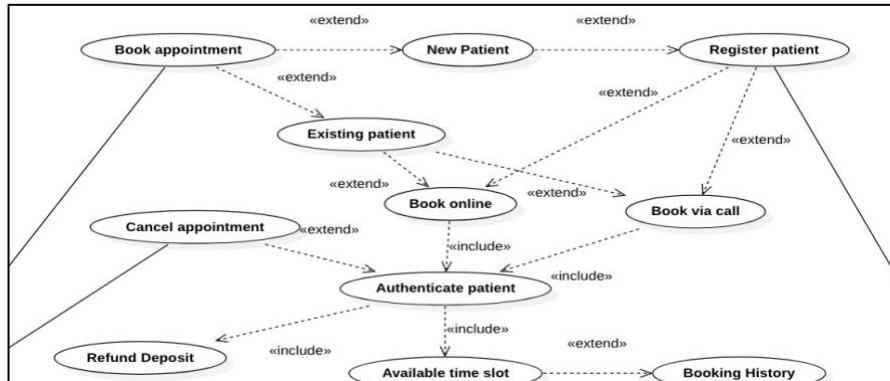 «extend»
«extend»
Book appointment
New Patient
Register patient
«extend»
«extend»
Existing patient
«extend»
«extend»
«extend»
Book online
Book via call
Cancel appointment
«extend»
«include»
«include»
Authenticate patient
«include»
«include»
«extend»
Refund Deposit
Available time slot
Booking History